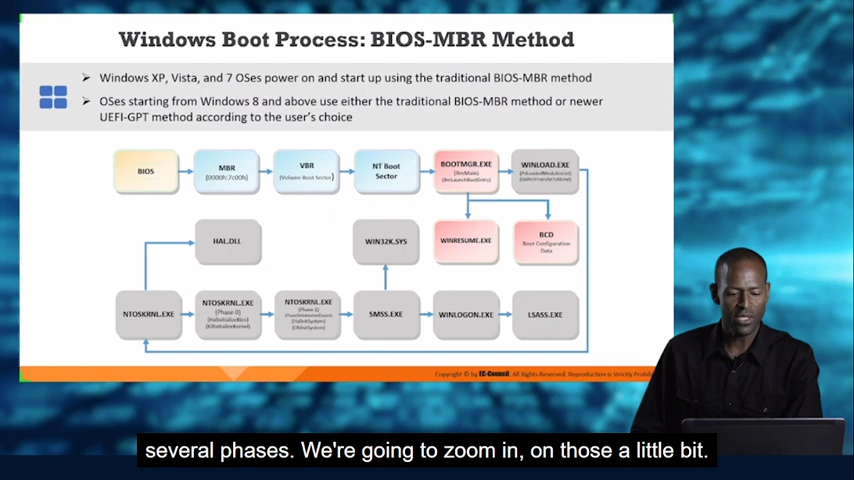 Windows Boot Process: BIOS-MBR Method
Windows XP, Vista, and 7 OSes power on and start up using the traditional BIOS-MBR method
OSes starting from Windows 8 and above use either the traditional BIOS-MBR method or newer
UEFI-GPT method according to the user's choice
BIOS
MBR
(0000h:7c00h)
VBR
(Volume Boot Sector)
NT Boot
Sector
BOOTMGR.EXE
(BmMain)
(BmLaunchBootEntry)
WINLOAD.EXE
HAL.DLL
WIN32K.SYS
WINRESUME.EXE
BCD
Boot Configuration
Data
NTOSKRNL.EXE
NTOSKRNL.EXE
(Phase 0)
NTOSKRNL.EXE
(Phase 1)
SMSS.EXE
WINLOGON.EXE
LSASS.EXE
Copyright © by EC-Council. All Rights Reserved. Reproduction is Strictly
several phases. We're going to zoom in, on those a little bit.